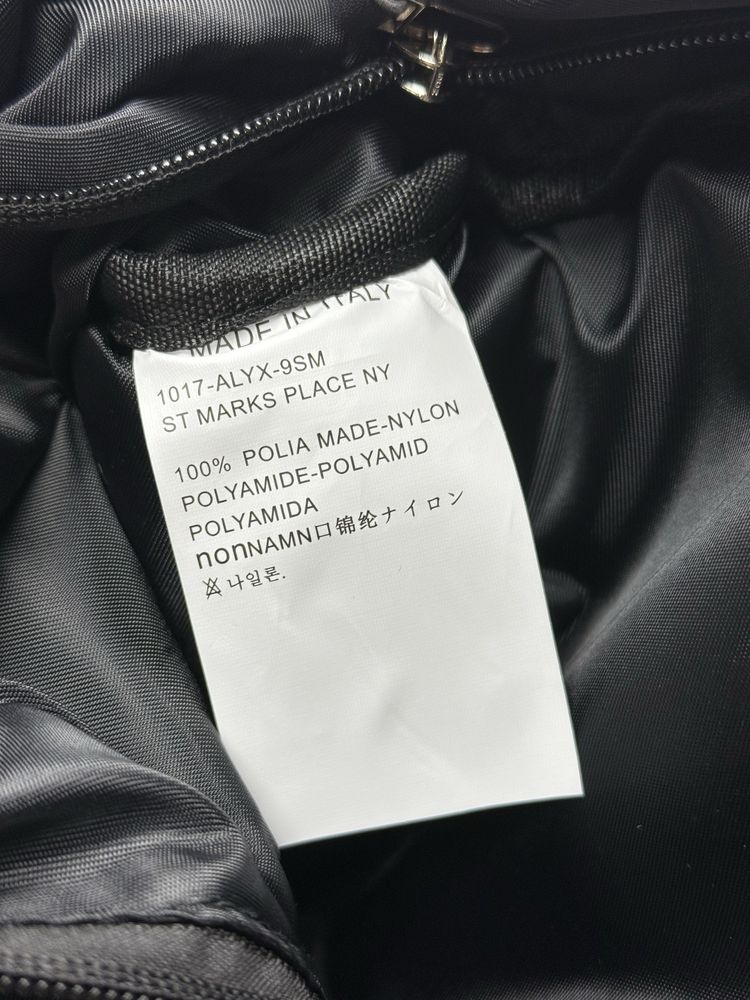 MADE IN ITALY
1017-ALYX-9SM
ST MARKS PLACE NY
100% POLIA MADE-NYLON
POLYAMIDE-POLYAMID
POLYAMIDA
nonNAMN口锦纶ナイロン
나일론.